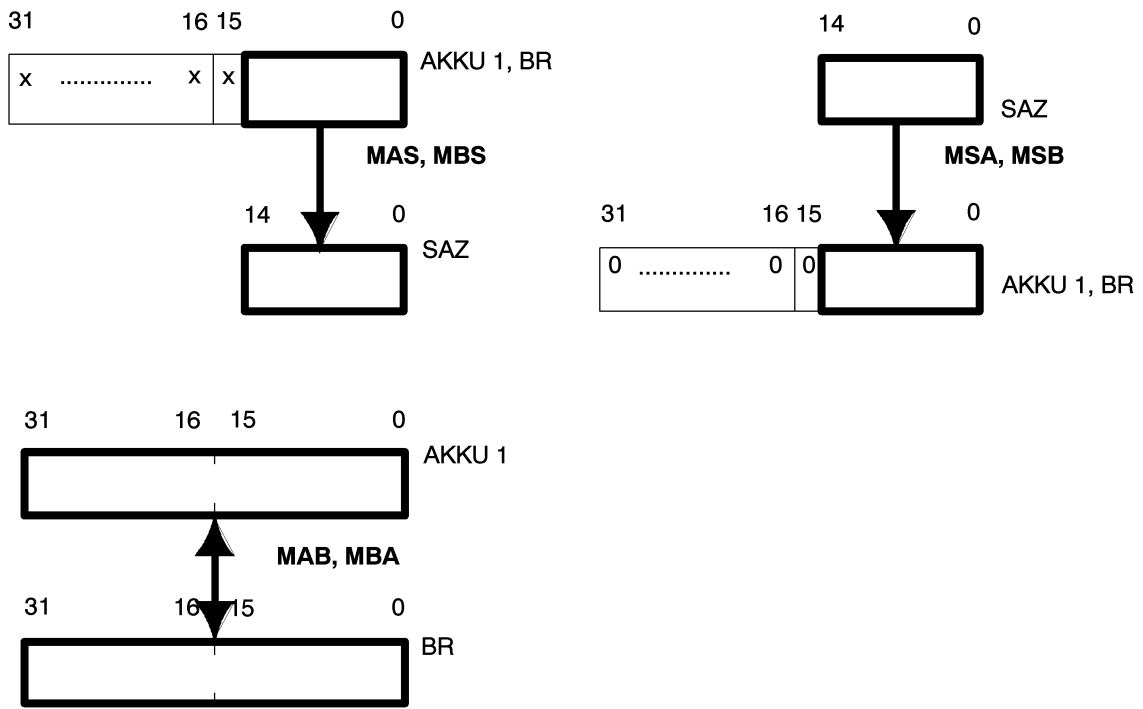 31 16 15 0
AKKU 1, BR
x .............. x x
MAS, MBS
14 0
SAZ
14 0
SAZ
MSA, MSB
31 16 15 0
0 .............. 0 0
AKKU 1, BR
31 16 15 0
AKKU 1
MAB, MBA
31 16 15 0
BR